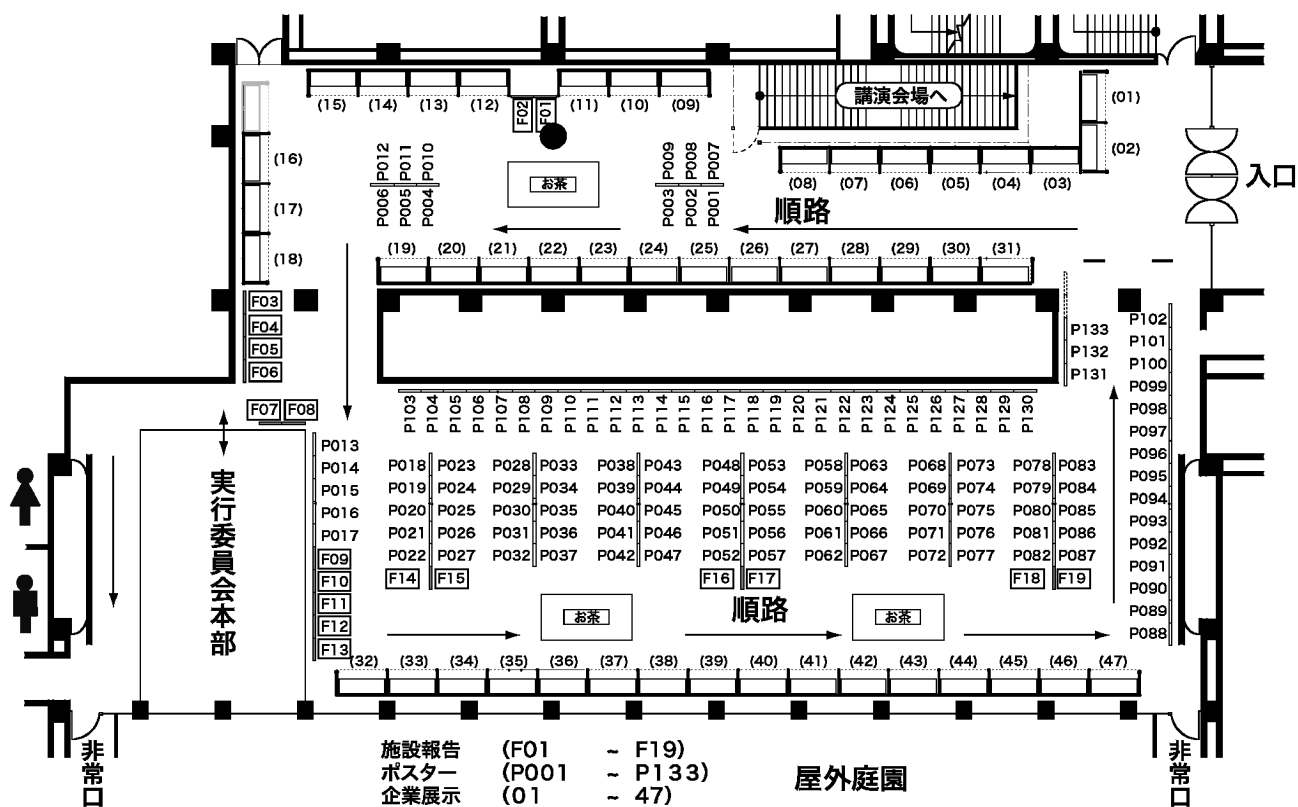 (15) (14) (13) (12) F02 F01 (11) (10) (09)
講演会場へ
(01)
(02)
入口
(16)
(17)
(18)
P012 P011 P010
P006 P005 P004
お茶
P009 P008 P007
P003 P002 P001
(08) (07) (06) (05) (04) (03)
順路
(19) (20) (21) (22) (23) (24) (25) (26) (27) (28) (29) (30) (31)
F03
F04
F05
F06
F07 F08
P133
P132
P131
P102
P101
P100
P099
P098
P097
P096
P095
P094
P093
P092
P091
P090
P089
P088
P103 P104 P105 P106 P107 P108 P109 P110 P111 P112 P113 P114 P115 P116 P117 P118 P119 P120 P121 P122 P123 P124 P125 P126 P127 P128 P129 P130
実行委員会本部
P013
P014
P015
P016
P017
F09
F10
F11
F12
F13
P018 P023 P028 P033 P038 P043 P048 P053 P058 P063 P068 P073 P078 P083
P019 P024 P029 P034 P039 P044 P049 P054 P059 P064 P069 P074 P079 P084
P020 P025 P030 P035 P040 P045 P050 P055 P060 P065 P070 P075 P080 P085
P021 P026 P031 P036 P041 P046 P051 P056 P061 P066 P071 P076 P081 P086
P022 P027 P032 P037 P042 P047 P052 P057 P062 P067 P072 P077 P082 P087
F14 F15 F16 F17 F18 F19
お茶
順路
お茶
(32) (33) (34) (35) (36) (37) (38) (39) (40) (41) (42) (43) (44) (45) (46) (47)
非常口
施設報告 (F01 ~ F19)
ポスター (P001 ~ P133)
企業展示 (01 ~ 47)
屋外庭園
非常口